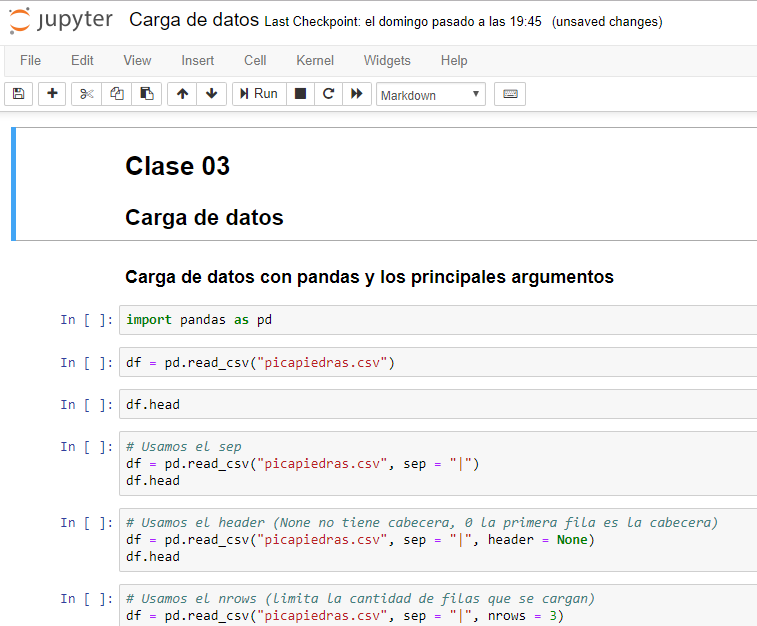 jupyter Carga de datos Last Checkpoint: el domingo pasado a las 19:45 (unsaved changes)
File Edit View Insert Cell Kernel Widgets Help
Run Markdown
Clase 03
Carga de datos
Carga de datos con pandas y los principales argumentos
In [ ]: import pandas as pd
In [ ]: df = pd.read_csv("picapiedras.csv")
In [ ]: df.head
In [ ]: # Usamos el sep
df = pd.read_csv("picapiedras.csv", sep = "|")
df.head
In [ ]: # Usamos el header (None no tiene cabecera, 0 la primera fila es la cabecera)
df = pd.read_csv("picapiedras.csv", sep = "|", header = None)
df.head
In [ ]: # Usamos el nrows (limita la cantidad de filas que se cargan)
df = pd.read_csv("picapiedras.csv", sep = "|", nrows = 3)